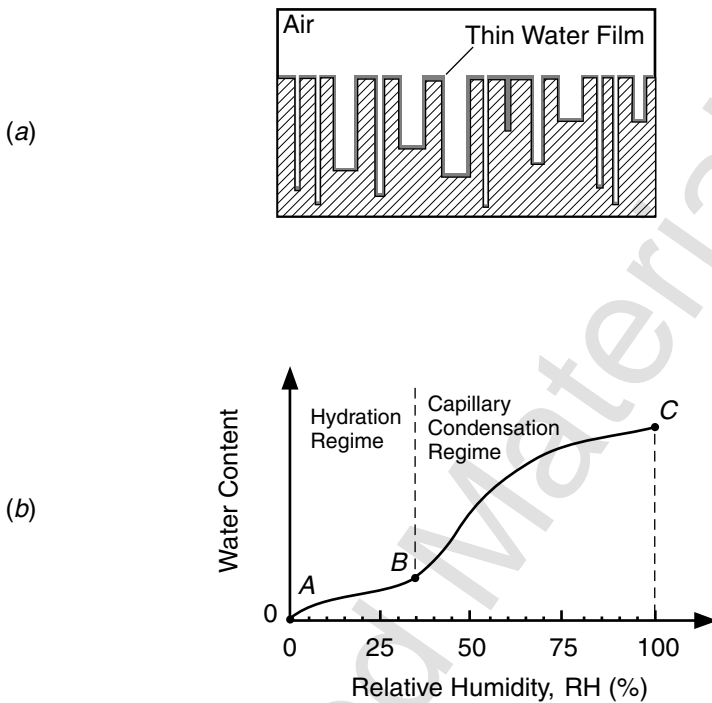 Air
Thin Water Film
(a)
Hydration
Regime
Capillary
Condensation
Regime
C
Water Content
(b)
B
A
0
0 25 50 75 100
Relative Humidity, RH (%)
d Material